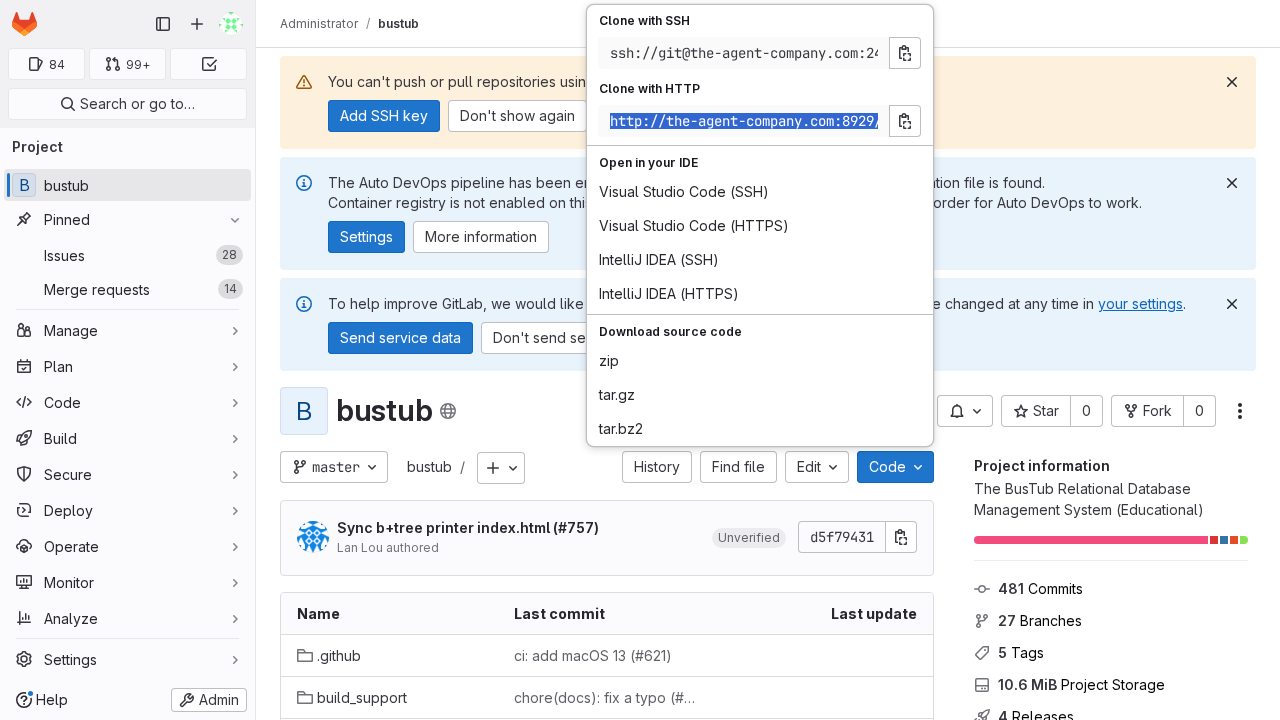 84
99+
Search or go to…
Project
B bustub
Pinned
Issues 28
Merge requests 14
Manage
Plan
Code
Build
Secure
Deploy
Operate
Monitor
Analyze
Settings
Help
Admin
Administrator / bustub
You can't push or pull repositories usin
Add SSH key
Don't show again
The Auto DevOps pipeline has been en
ation file is found.
Container registry is not enabled on thi
order for Auto DevOps to work.
Settings
More information
To help improve GitLab, we would like
e changed at any time in your settings.
Send service data
Don't send se
Clone with SSH
ssh://git@the-agent-company.com:24
Clone with HTTP
http://the-agent-company.com:8929/
Open in your IDE
Visual Studio Code (SSH)
Visual Studio Code (HTTPS)
IntelliJ IDEA (SSH)
IntelliJ IDEA (HTTPS)
Download source code
zip
tar.gz
tar.bz2
B bustub
Star 0
Fork 0
master
bustub /
History
Find file
Edit
Code
Sync b+tree printer index.html (#757)
Lan Lou authored
Unverified
d5f79431
Name Last commit Last update
.github ci: add macOS 13 (#621)
build_support chore(docs): fix a typo (#…
Project information
The BusTub Relational Database
Management System (Educational)
481 Commits
27 Branches
5 Tags
10.6 MiB Project Storage
4 Releases